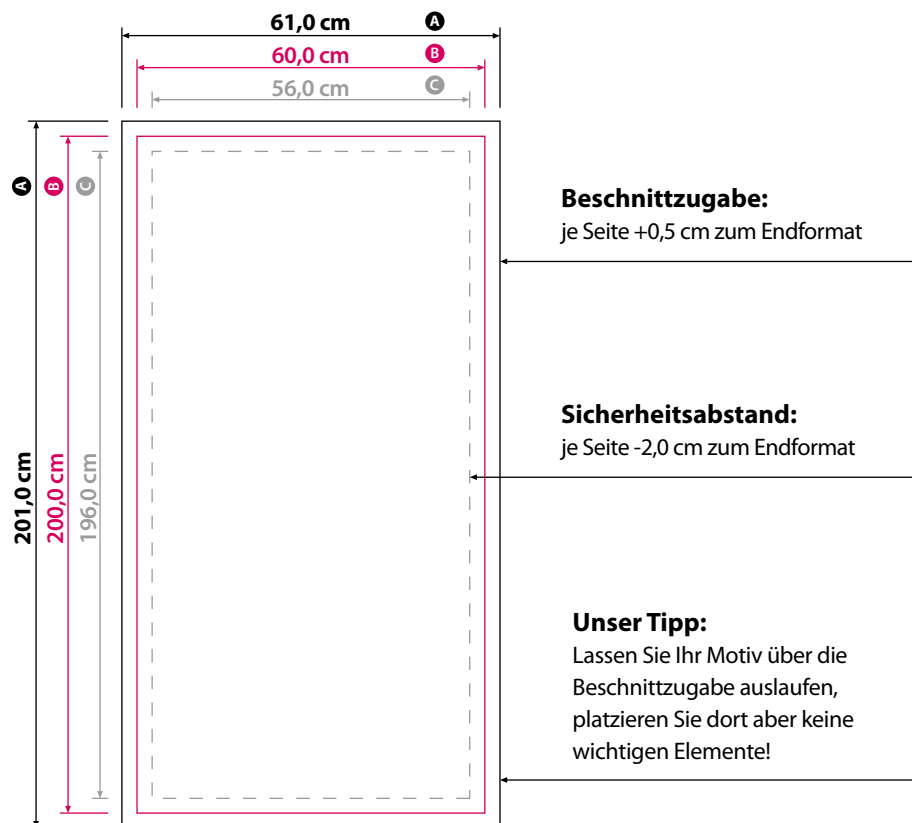 61,0 cm A
60,0 cm B
56,0 cm C
A B C
201,0 cm
200,0 cm
196,0 cm
Beschnittzugabe:
je Seite +0,5 cm zum Endformat
Sicherheitsabstand:
je Seite -2,0 cm zum Endformat
Unser Tipp:
Lassen Sie Ihr Motiv über die
Beschnittzugabe auslaufen,
platzieren Sie dort aber keine
wichtigen Elemente!